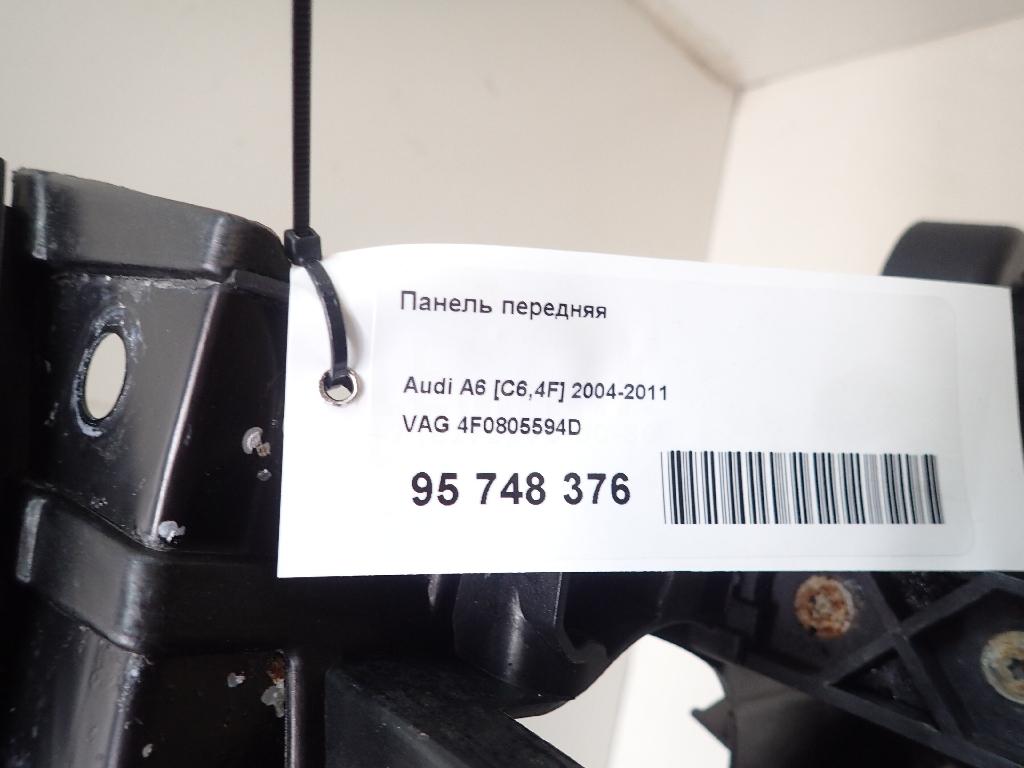 Панель передняя
Audi A6 [C6,4F] 2004-2011
VAG 4F0805594D
95 748 376